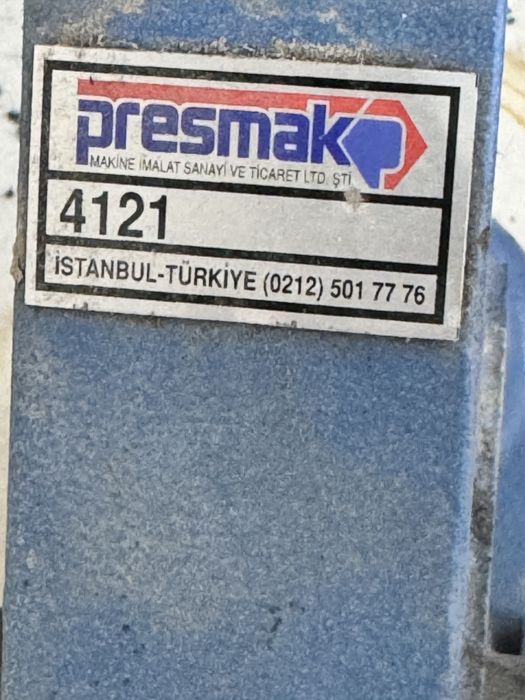 presmak
MAKİNE İMALAT SANAYİ VE TİCARET LTD. ŞTİ
4121
İSTANBUL-TÜRKİYE (0212) 501 77 76